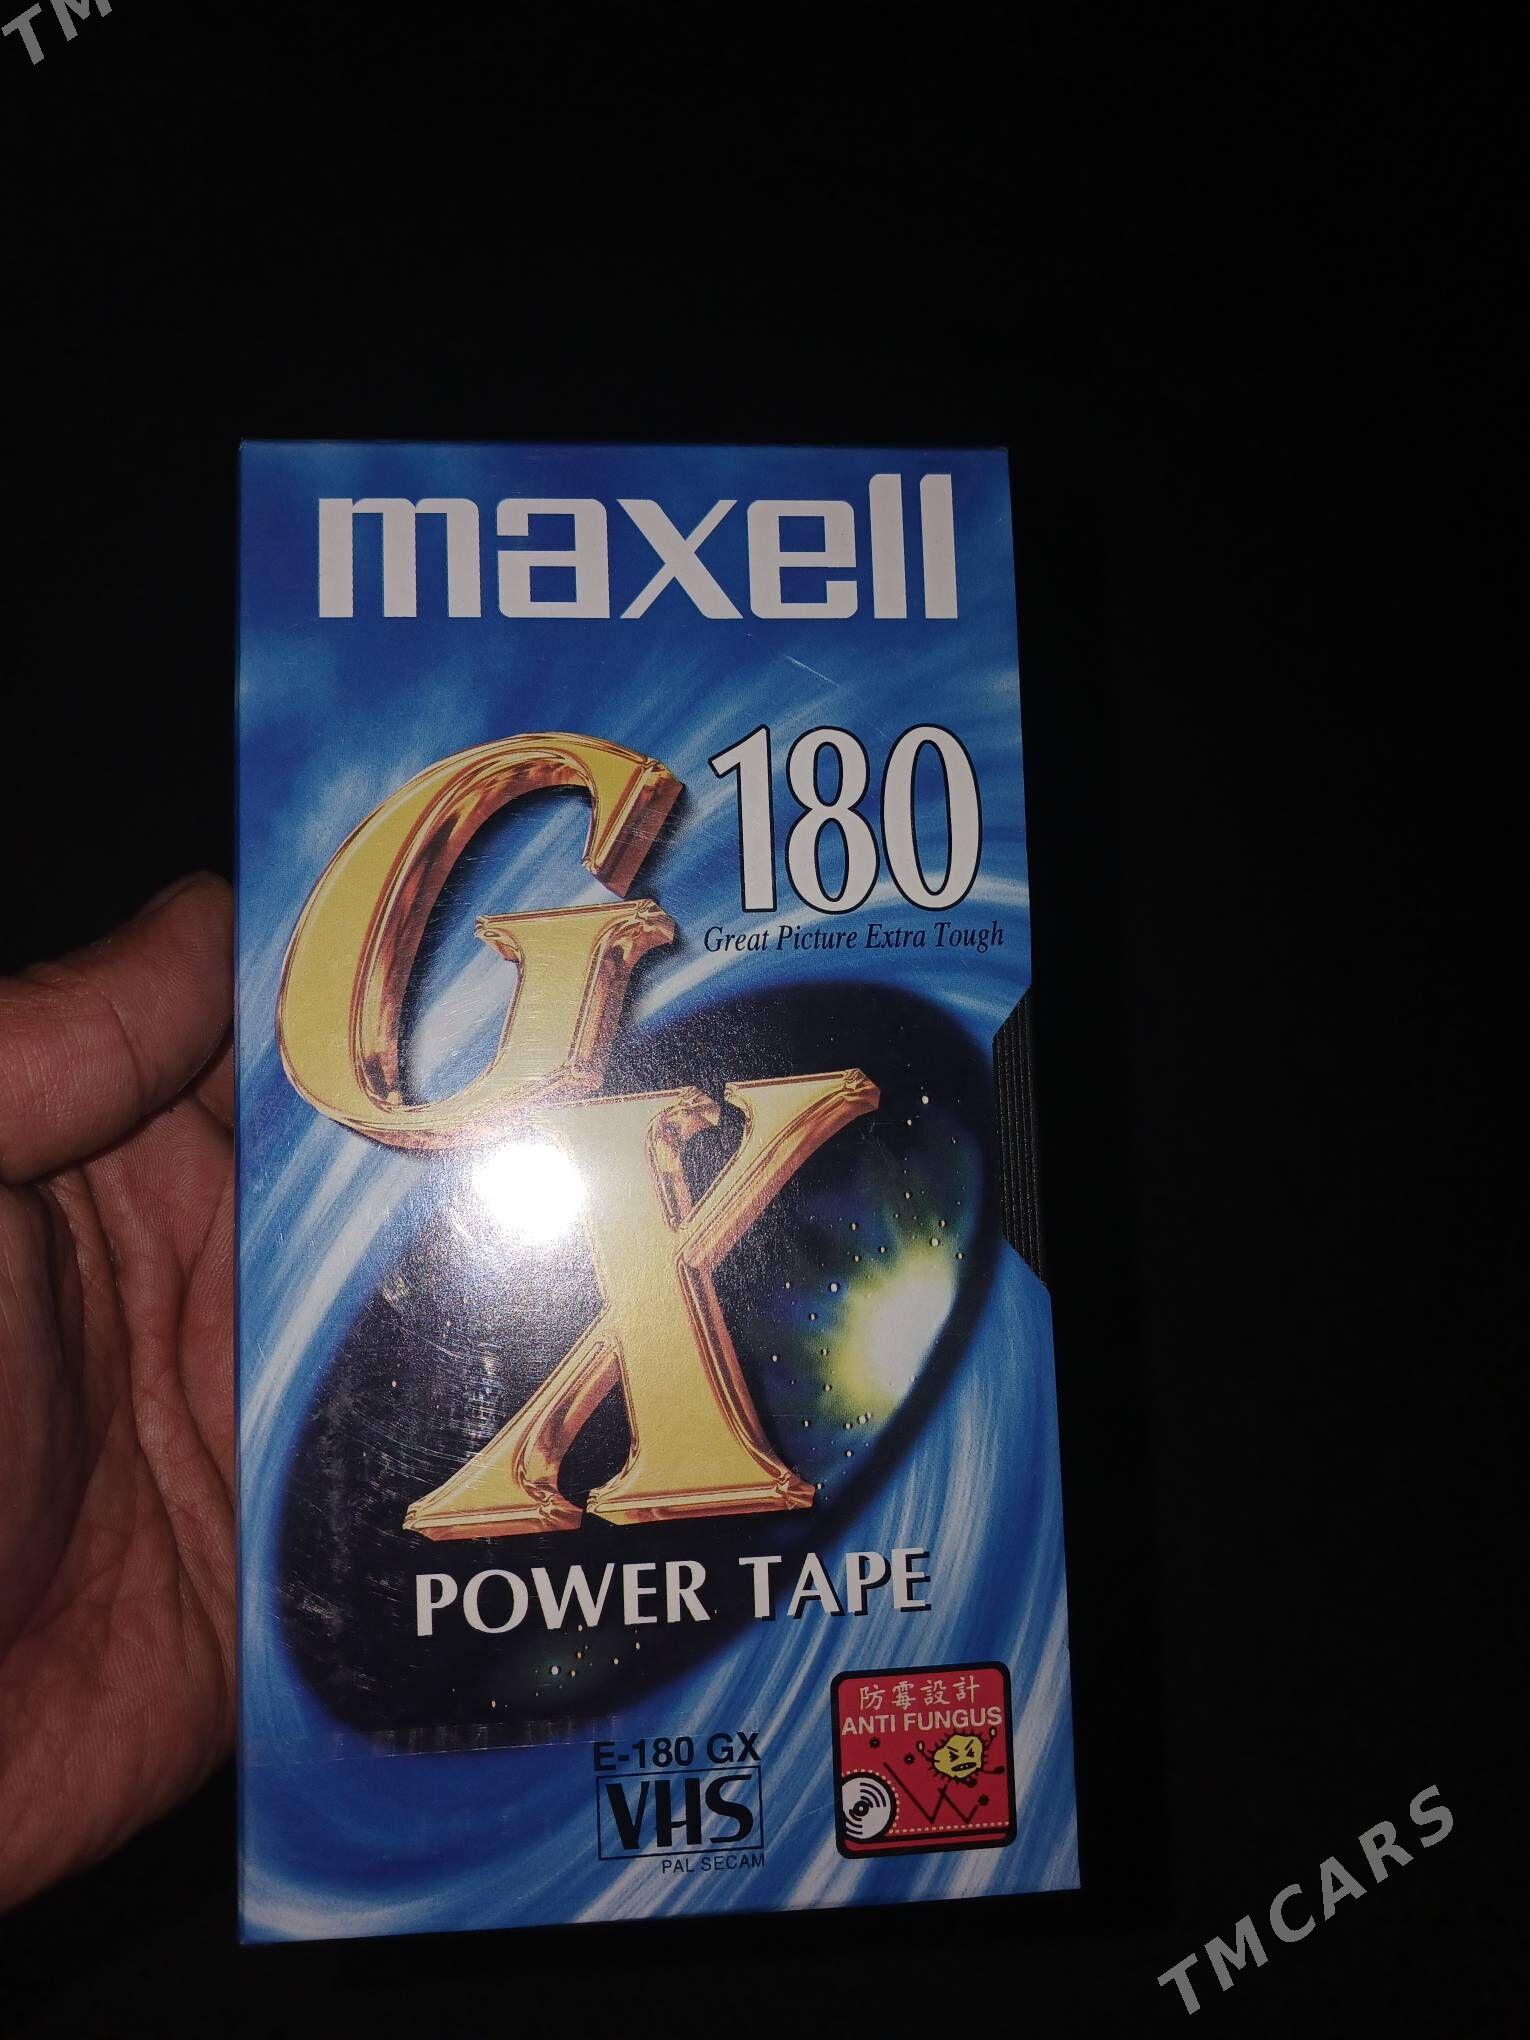 TM
maxell
GX
180
Great Picture Extra Tough
POWER TAPE
E-180 GX
VHS
PAL SECAM
防霉設計
ANTI FUNGUS
TMCARS